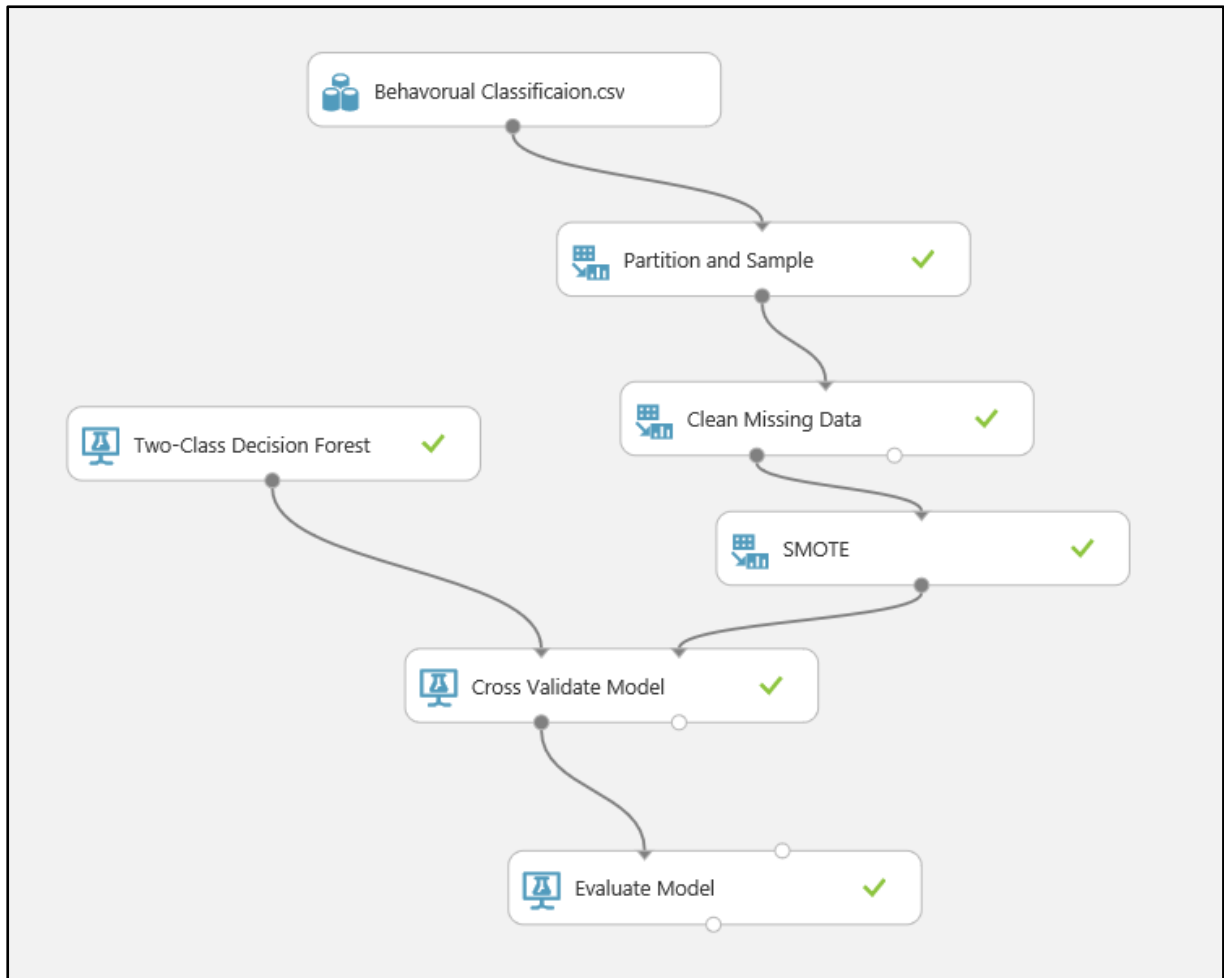 Behavorual Classificaion.csv
Partition and Sample
Clean Missing Data
Two-Class Decision Forest
SMOTE
Cross Validate Model
Evaluate Model